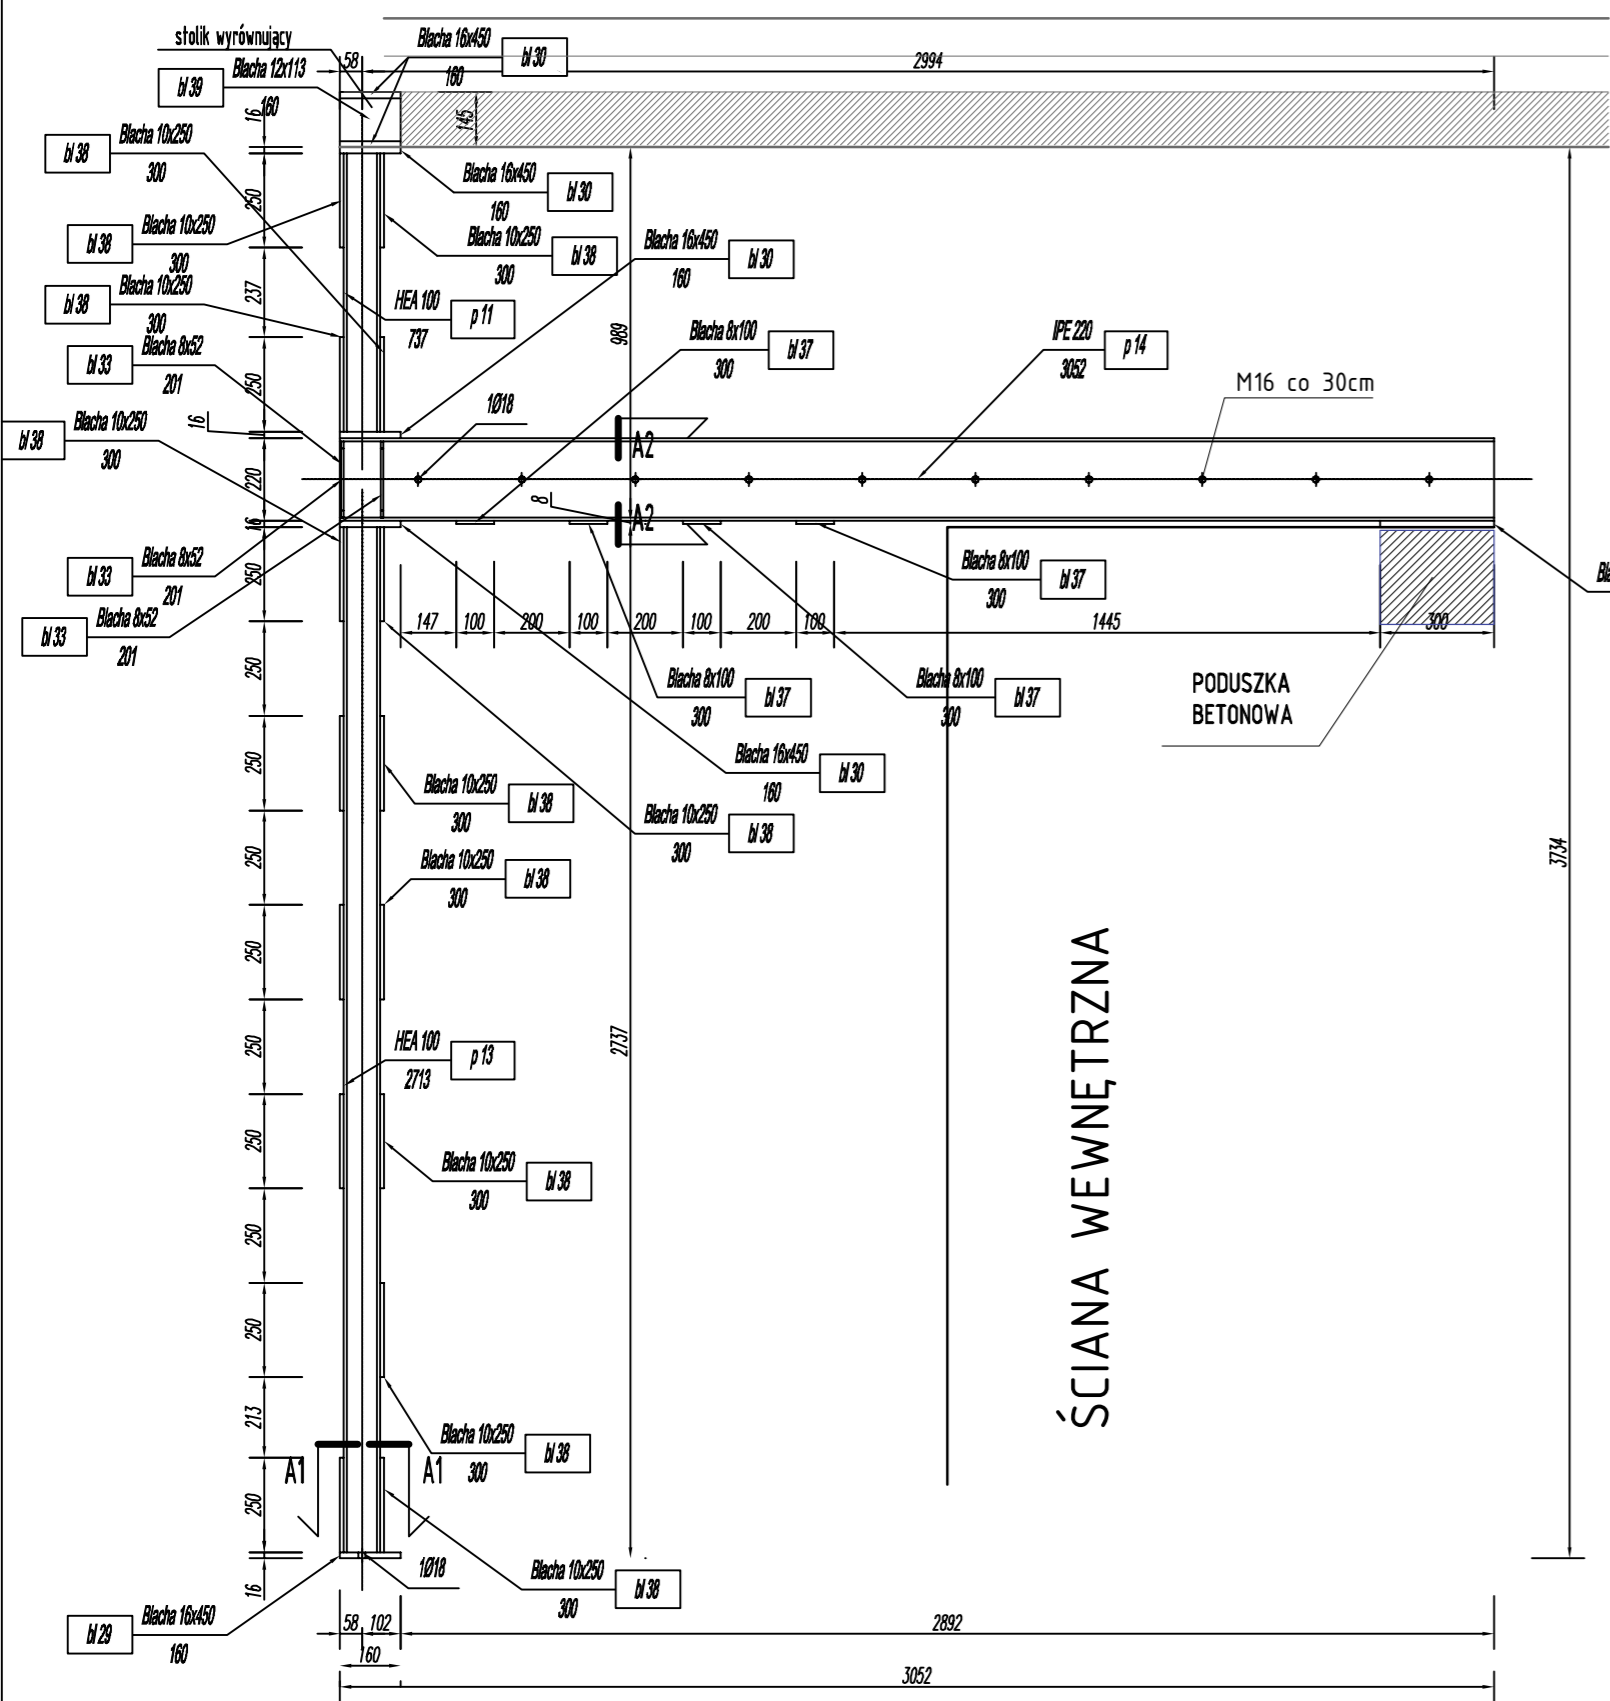 stolik wyrównujący
58
Blacha 16x450
160
bl 30
2994
bl 39
Blacha 12x113
160
16
145
bl 38
Blacha 10x250
300
250
Blacha 16x450
160
bl 30
bl 38
Blacha 10x250
300
Blacha 10x250
300
bl 38
Blacha 16x450
160
bl 30
bl 38
Blacha 10x250
300
237
HEA 100
737
p 11
989
Blacha 8x100
300
bl 37
IPE 220
3052
p 14
bl 33
Blacha 8x52
201
250
M16 co 30cm
16
1Ø18
bl 38
Blacha 10x250
300
A2
220
8
A2
16
bl 33
Blacha 8x52
201
250
Blacha 8x100
300
bl 37
Bla
bl 33
Blacha 8x52
201
147
100
200
100
200
100
200
100
1445
300
250
Blacha 8x100
300
bl 37
Blacha 8x100
300
bl 37
PODUSZKA
BETONOWA
250
Blacha 16x450
160
bl 30
Blacha 10x250
300
bl 38
Blacha 10x250
300
bl 38
250
Blacha 10x250
300
bl 38
3734
250
ŚCIANA WEWNĘTRZNA
250
HEA 100
2713
p 13
2737
250
Blacha 10x250
300
bl 38
250
250
213
Blacha 10x250
300
bl 38
A1
A1
250
1Ø18
Blacha 10x250
300
bl 38
16
bl 29
Blacha 16x450
160
58
102
2892
160
3052